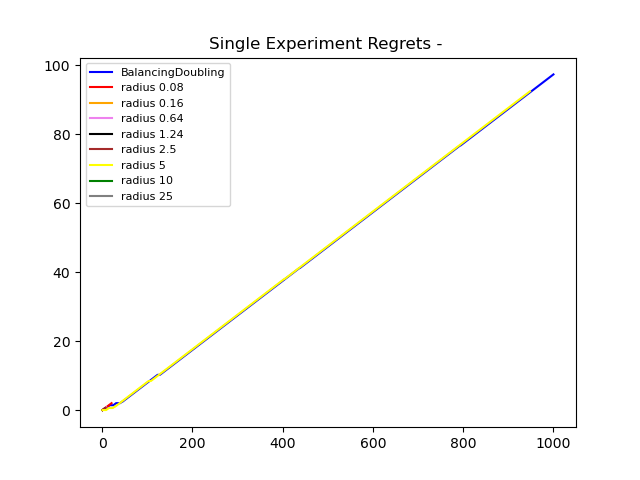 Single Experiment Regrets -
100
80
60
40
20
0
BalancingDoubling
radius 0.08
radius 0.16
radius 0.64
radius 1.24
radius 2.5
radius 5
radius 10
radius 25
0 200 400 600 800 1000